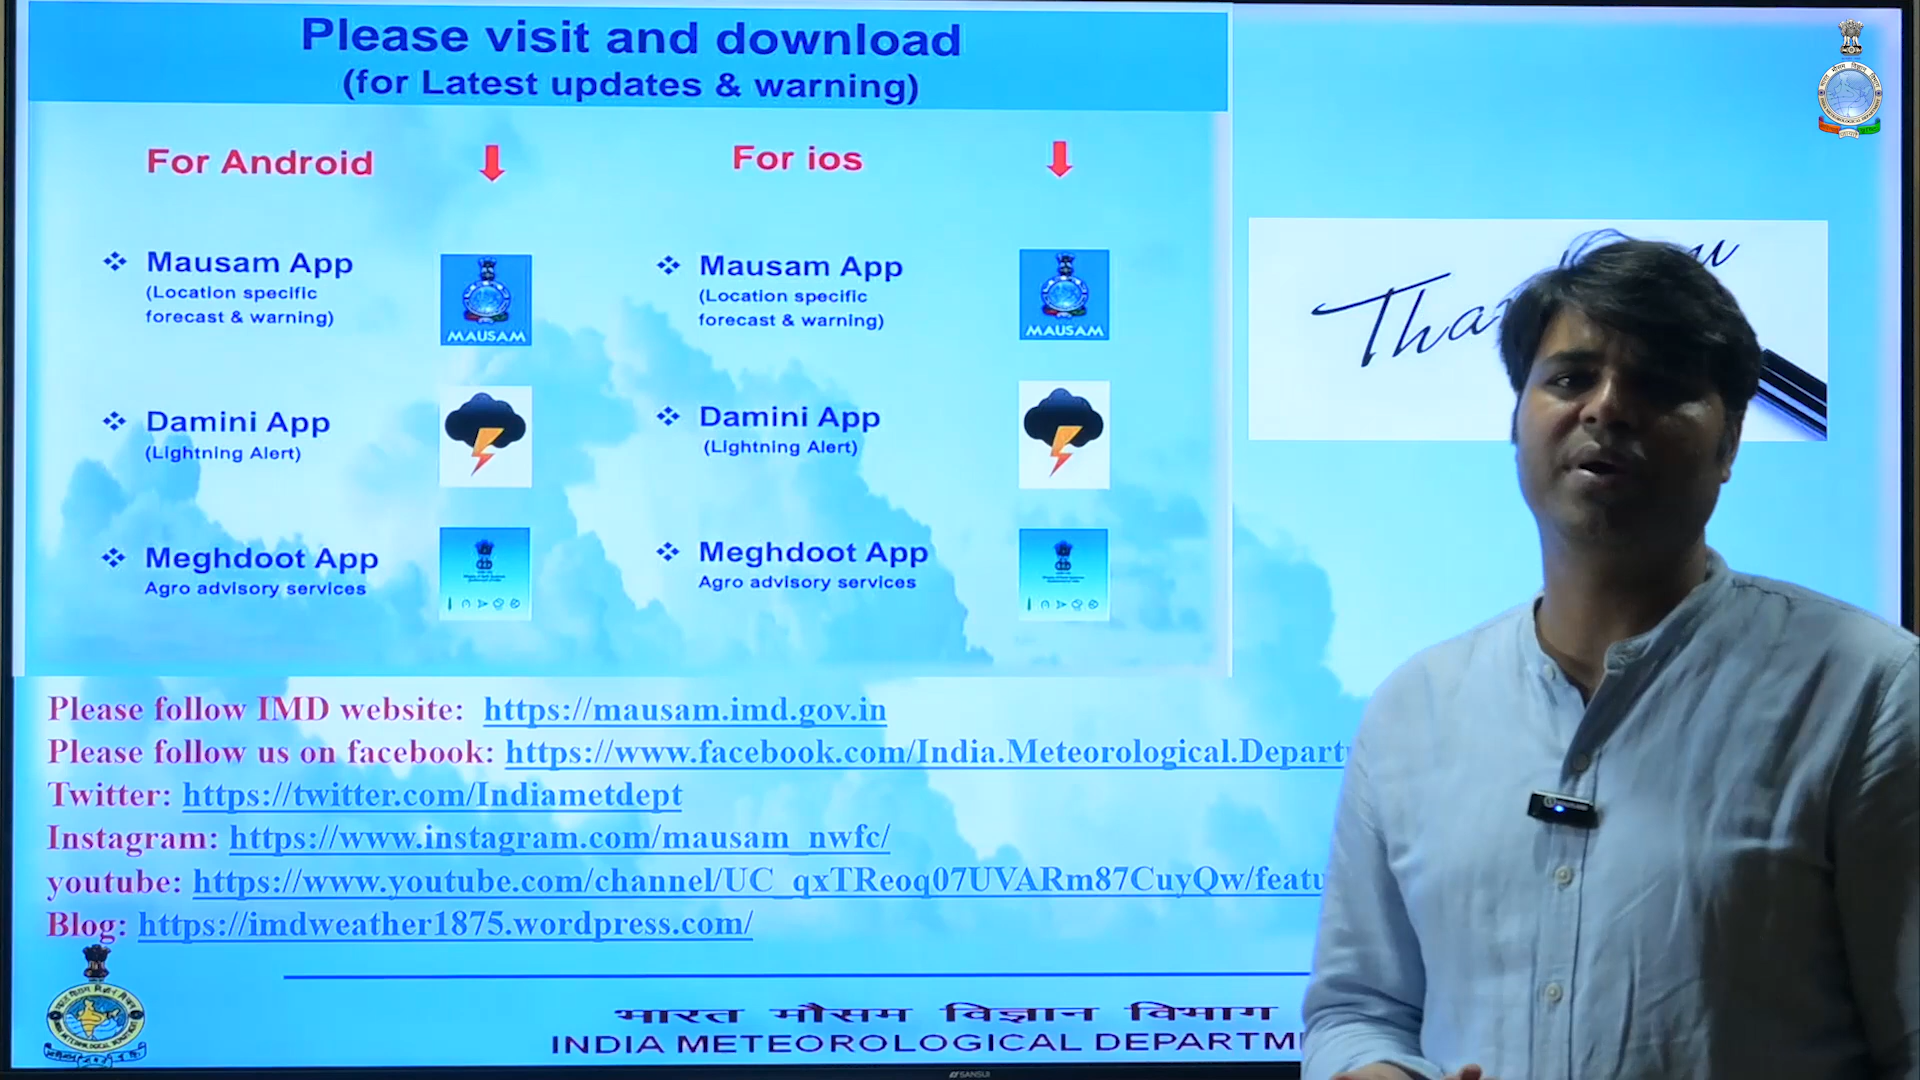 Please visit and download
(for Latest updates & warning)
For Android
For ios
Mausam App
(Location specific
forecast & warning)
MAUSAM
Mausam App
(Location specific
forecast & warning)
MAUSAM
Damini App
(Lightning Alert)
Damini App
(Lightning Alert)
Meghdoot App
Agro advisory services
Meghdoot App
Agro advisory services
Please follow IMD website: https://mausam.imd.gov.in
Please follow us on facebook: https://www.facebook.com/India.Meteorological.Depart
Twitter: https://twitter.com/Indiametdept
Instagram: https://www.instagram.com/mausam_nwfc/
youtube: https://www.youtube.com/channel/UC_qxTReoq07UVARm87CuyQw/featu
Blog: https://imdweather1875.wordpress.com/
भारत मौसम विज्ञान विभाग
INDIA METEOROLOGICAL DEPARTM
SANSUI